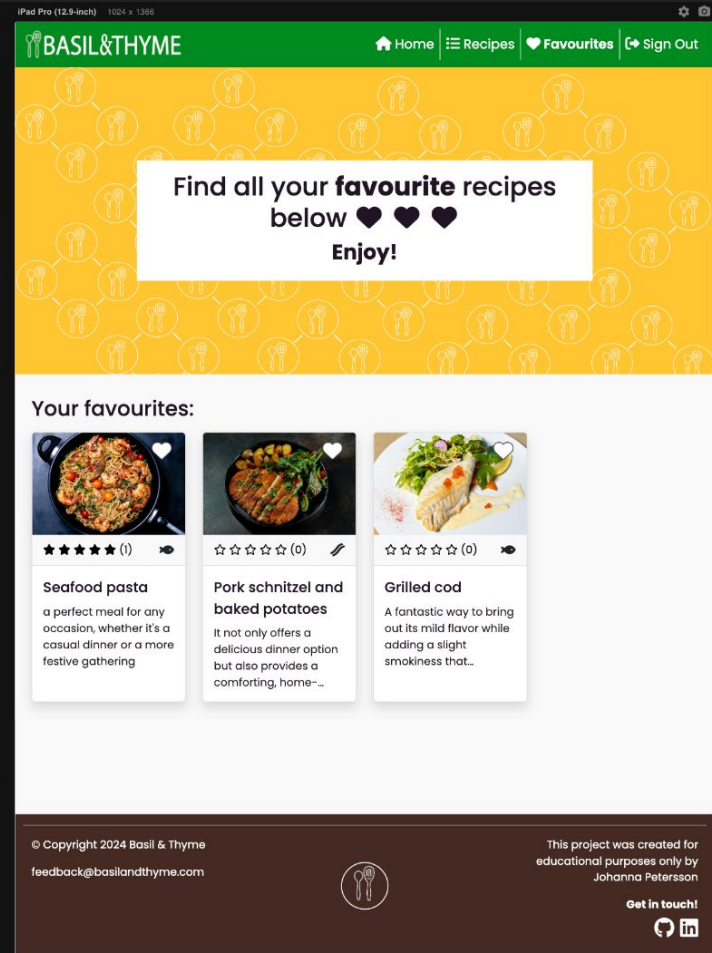 iPad Pro (12.9-inch) 1024 x 1366
BASIL&THYME
Home Recipes Favourites Sign Out
Find all your favourite recipes
below
Enjoy!
Your favourites:
(1)
Seafood pasta
a perfect meal for any
occasion, whether it's a
casual dinner or a more
festive gathering
(0)
Pork schnitzel and
baked potatoes
It not only offers a
delicious dinner option
but also provides a
comforting, home-...
(0)
Grilled cod
A fantastic way to bring
out its mild flavor while
adding a slight
smokiness that...
© Copyright 2024 Basil & Thyme
feedback@basilandthyme.com
This project was created for
educational purposes only by
Johanna Petersson
Get in touch!